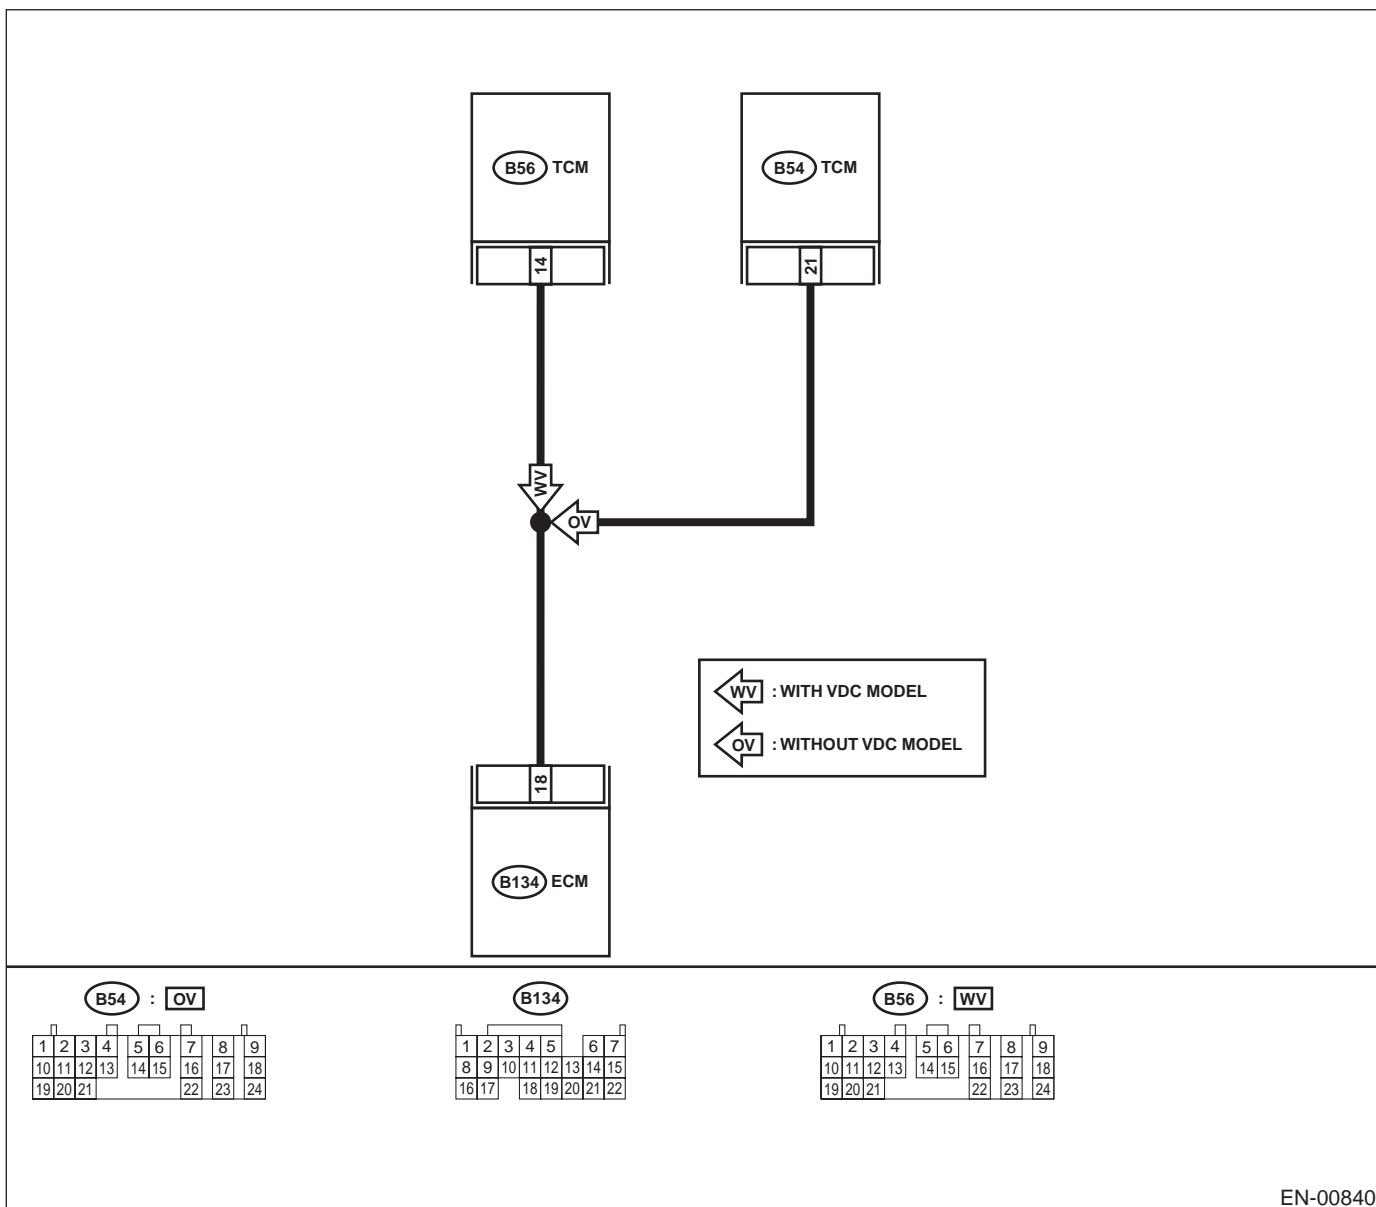 B56 TCM
B54 TCM
14
21
WV
OV
WV : WITH VDC MODEL
OV : WITHOUT VDC MODEL
18
B134 ECM
B54 : OV
B134
B56 : WV
1 2 3 4 5 6 7 8 9
10 11 12 13 14 15 16 17 18
19 20 21 22 23 24
1 2 3 4 5 6 7
8 9 10 11 12 13 14 15
16 17 18 19 20 21 22
1 2 3 4 5 6 7 8 9
10 11 12 13 14 15 16 17 18
19 20 21 22 23 24
EN-00840